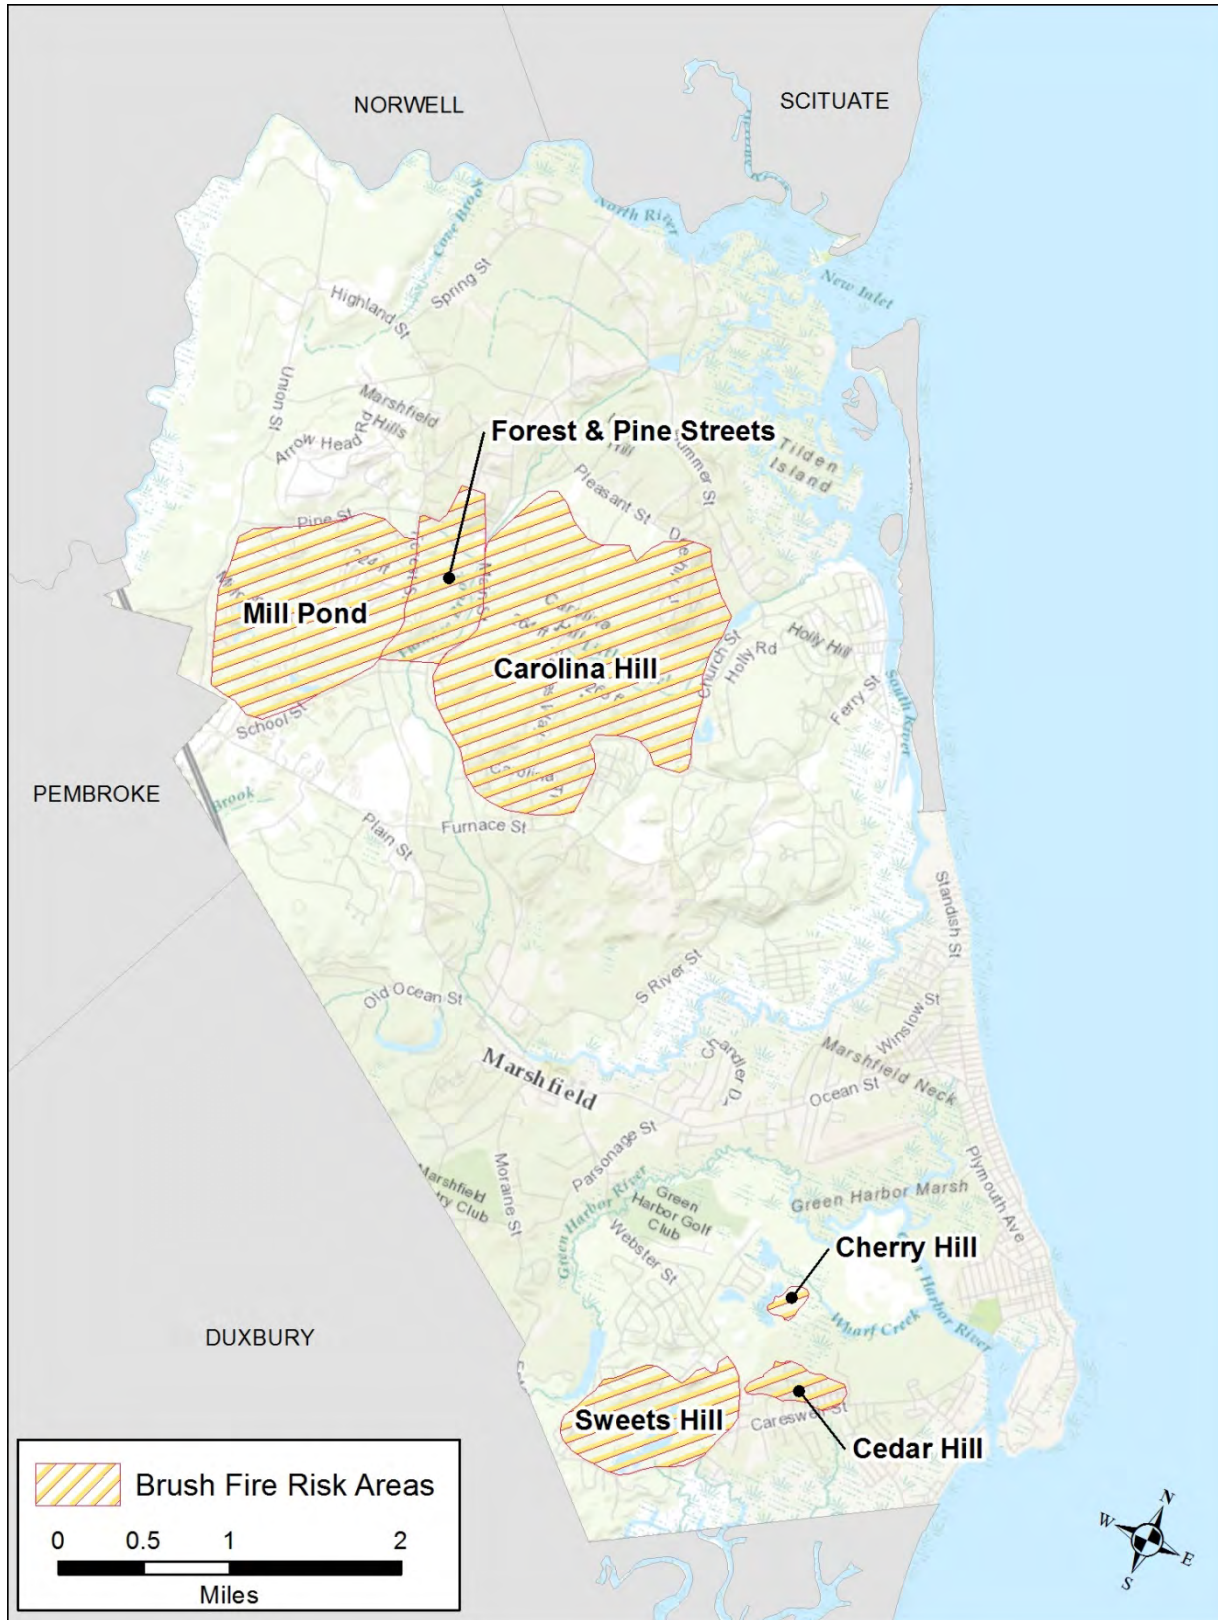 NORWELL
SCITUATE
North River
Cove Brook
New Inlet
Spring St
Highland St
Union St
Marshfield
Hills
Arrow Head Rd
Forest & Pine Streets
Summer St
Tilden
Island
Pleasant St
Pine St
Mill Pond
Carolina
Hill
Carolina Hill
Church St
Holly Rd
Holly Hill
Ferry St
South River
School St
PEMBROKE
Brook
Plain St
Furnace St
Standish St
S River St
Old Ocean St
Winslow St
Marshfield Neck
Marshfield
Ocean St
Parsonage St
Moraine St
Marshfield
Green Harbor River
Green
Harbor Golf
Club
Green Harbor Marsh
Plymouth Ave
Webster St
Cherry Hill
Harbor River
Wharf Creek
DUXBURY
Sweets Hill
Careswell St
Cedar Hill
Brush Fire Risk Areas
0 0.5 1 2
Miles
N
W
E
S